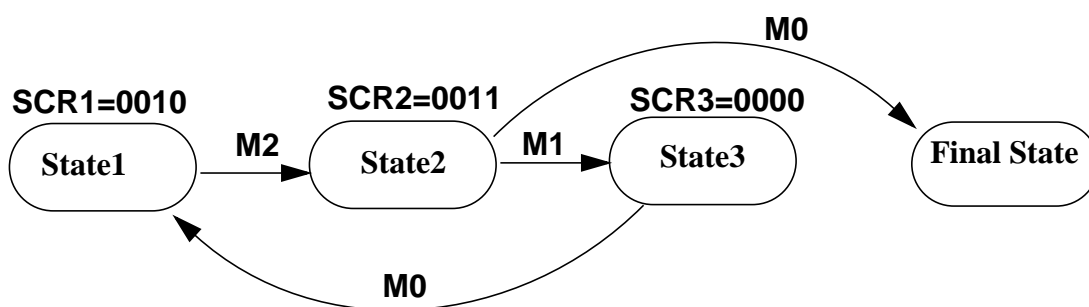 M0
SCR1=0010
SCR2=0011
SCR3=0000
State1
M2
State2
M1
State3
Final State
M0